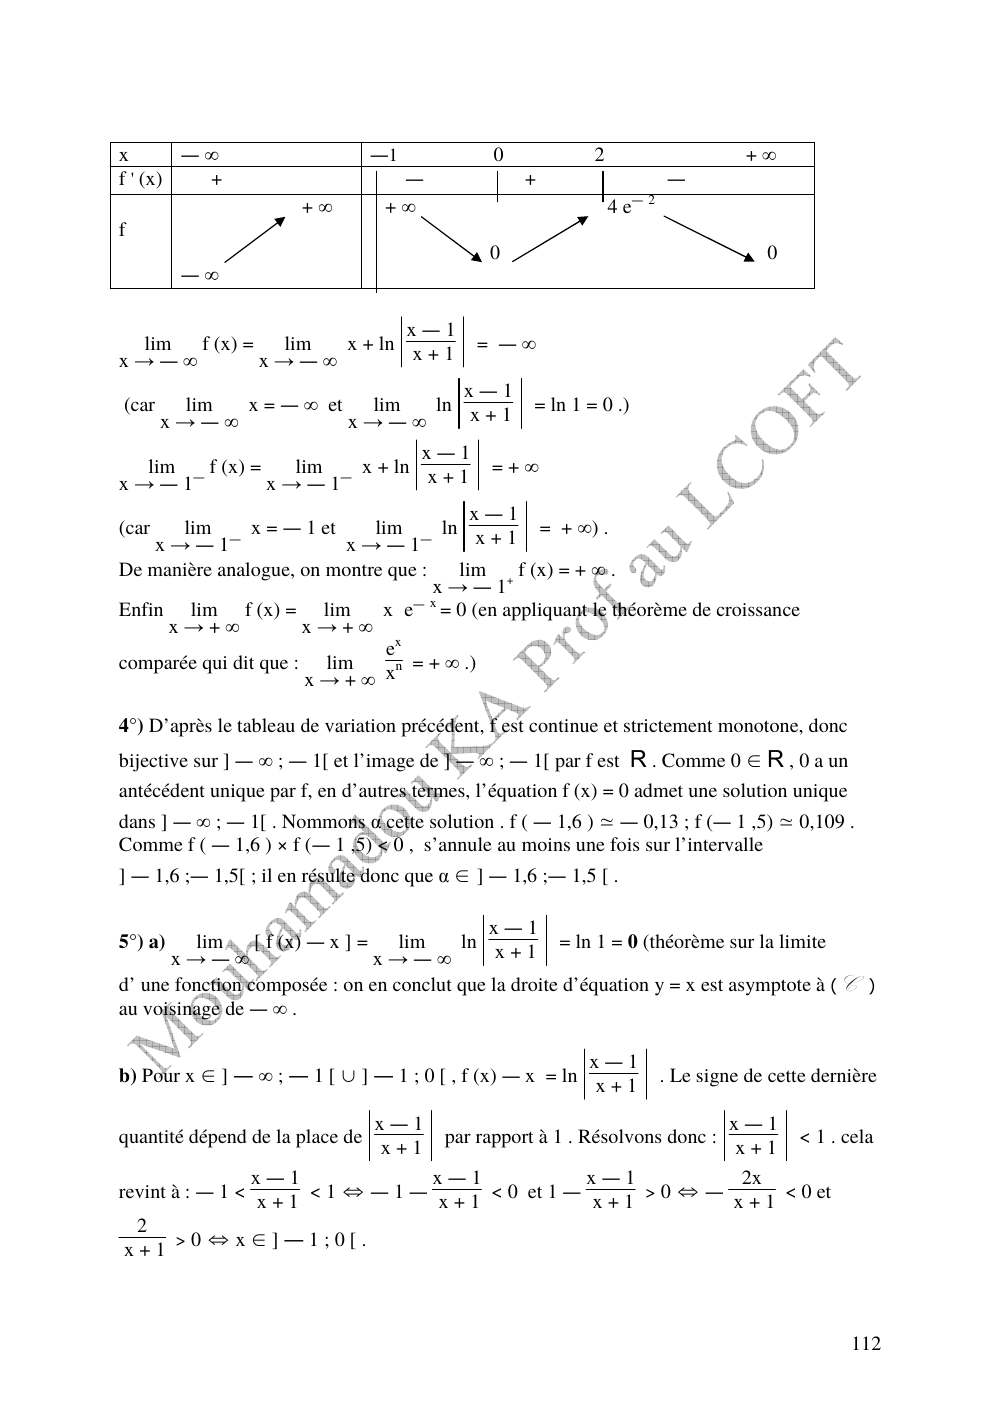 x — ∞ —1 0 2 + ∞
f ' (x) + — + —
+ ∞ + ∞ 4 e— 2
f
0 0
— ∞
lim f (x) = lim x + ln |(x — 1)/(x + 1)| = — ∞
x → — ∞ x → — ∞
(car lim x = — ∞ et lim ln |(x — 1)/(x + 1)| = ln 1 = 0 .)
x → — ∞ x → — ∞
lim f (x) = lim x + ln |(x — 1)/(x + 1)| = + ∞
x → — 1— x → — 1—
(car lim x = — 1 et lim ln |(x — 1)/(x + 1)| = + ∞) .
x → — 1— x → — 1—
De manière analogue, on montre que : lim f (x) = + ∞ .
x → — 1+
Enfin lim f (x) = lim x e— x = 0 (en appliquant le théorème de croissance
x → + ∞ x → + ∞
comparée qui dit que : lim e^x/x^n = + ∞ .)
x → + ∞
4°) D’après le tableau de variation précédent, f est continue et strictement monotone, donc
bijective sur ] — ∞ ; — 1[ et l’image de ] — ∞ ; — 1[ par f est R . Comme 0 ∈ R , 0 a un
antécédent unique par f, en d’autres termes, l’équation f (x) = 0 admet une solution unique
dans ] — ∞ ; — 1[ . Nommons α cette solution . f ( — 1,6 ) ≃ — 0,13 ; f (— 1 ,5) ≃ 0,109 .
Comme f ( — 1,6 ) × f (— 1 ,5) < 0 , s’annule au moins une fois sur l’intervalle
] — 1,6 ;— 1,5[ ; il en résulte donc que α ∈ ] — 1,6 ;— 1,5 [ .
5°) a) lim [ f (x) — x ] = lim ln |(x — 1)/(x + 1)| = ln 1 = 0 (théorème sur la limite
x → — ∞ x → — ∞
d’ une fonction composée : on en conclut que la droite d’équation y = x est asymptote à ( 𝒞 )
au voisinage de — ∞ .
b) Pour x ∈ ] — ∞ ; — 1 [ ∪ ] — 1 ; 0 [ , f (x) — x = ln |(x — 1)/(x + 1)| . Le signe de cette dernière
quantité dépend de la place de |(x — 1)/(x + 1)| par rapport à 1 . Résolvons donc : |(x — 1)/(x + 1)| < 1 . cela
revint à : — 1 < (x — 1)/(x + 1) < 1 ⇔ — 1 — (x — 1)/(x + 1) < 0 et 1 — (x — 1)/(x + 1) > 0 ⇔ — 2x/(x + 1) < 0 et
2/(x + 1) > 0 ⇔ x ∈ ] — 1 ; 0 [ .
Mouhamadou KA Prof au LCOFT
112